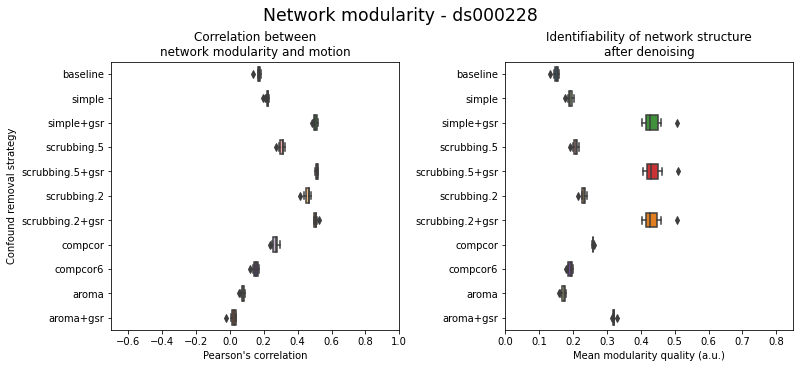 Network modularity - ds000228
Correlation between
network modularity and motion
Confound removal strategy
baseline
simple
simple+gsr
scrubbing.5
scrubbing.5+gsr
scrubbing.2
scrubbing.2+gsr
compcor
compcor6
aroma
aroma+gsr
−0.6 −0.4 −0.2 0.0 0.2 0.4 0.6 0.8 1.0
Pearson's correlation
Identifiability of network structure
after denoising
baseline
simple
simple+gsr
scrubbing.5
scrubbing.5+gsr
scrubbing.2
scrubbing.2+gsr
compcor
compcor6
aroma
aroma+gsr
0.0 0.1 0.2 0.3 0.4 0.5 0.6 0.7 0.8
Mean modularity quality (a.u.)